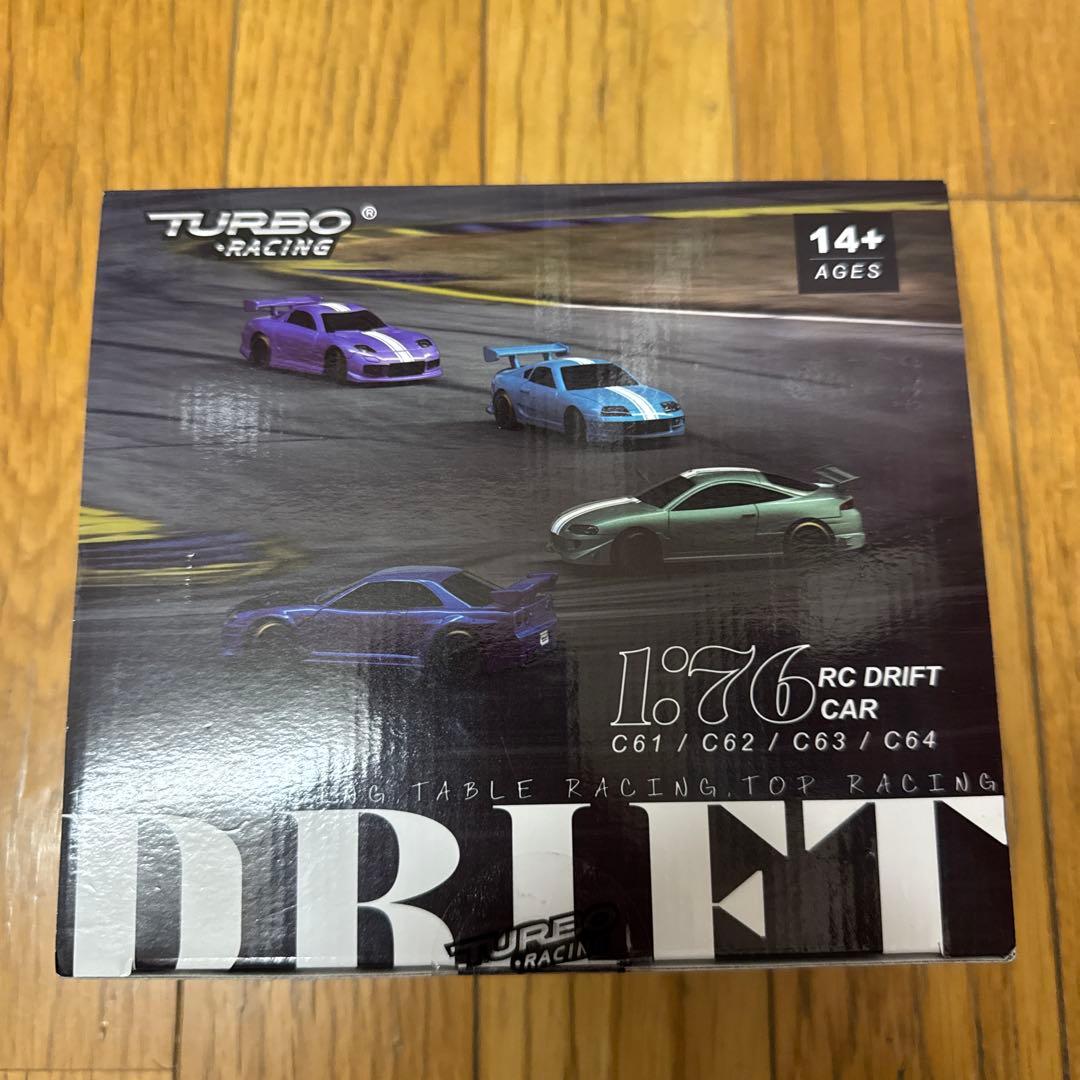 TURBO®
RACING
14+
AGES
1:76 RC DRIFT
CAR
C61 / C62 / C63 / C64
TABLE RACING.TOP RACING
DRIFT
TURBO
RACING